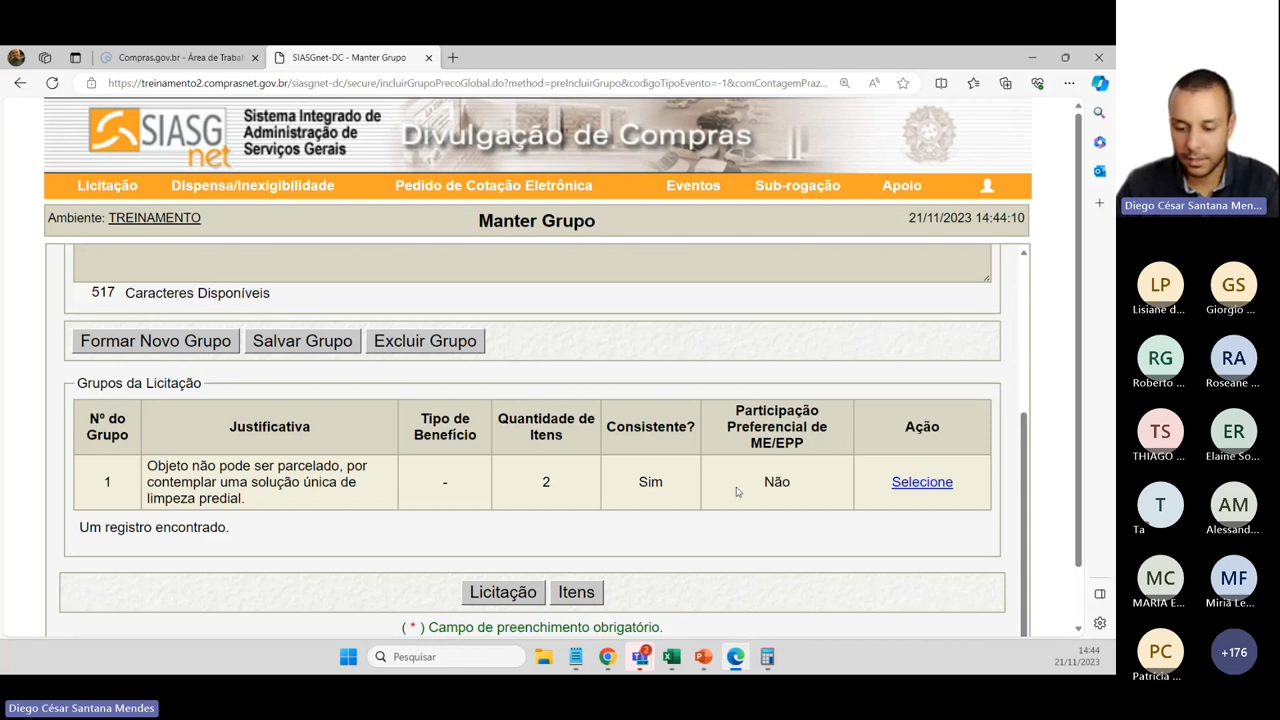 Compras.gov.br - Área de Trabal
SIASGnet-DC - Manter Grupo
https://treinamento2.comprasnet.gov.br/siasgnet-dc/secure/incluirGrupoPrecoGlobal.do?method=preIncluirGrupo&codigoTipoEvento=-1&comContagemPraz...
SIASG
net
Sistema Integrado de
Administração de
Serviços Gerais
Divulgação de Compras
Licitação Dispensa/Inexigibilidade Pedido de Cotação Eletrônica Eventos Sub-rogação Apoio
Ambiente: TREINAMENTO
Manter Grupo
21/11/2023 14:44:10
517 Caracteres Disponíveis
Formar Novo Grupo Salvar Grupo Excluir Grupo
Grupos da Licitação
Nº do Grupo Justificativa Tipo de Benefício Quantidade de Itens Consistente? Participação Preferencial de ME/EPP Ação
1 Objeto não pode ser parcelado, por contemplar uma solução única de limpeza predial. - 2 Sim Não Selecione
Um registro encontrado.
Licitação Itens
( * ) Campo de preenchimento obrigatório.
Pesquisar
2
14:44
21/11/2023
Diego César Santana Men...
LP GS
Lisiane d... Giorgio ...
RG RA
Roberto ... Roseane ...
TS ER
THIAGO ... Elaine So...
T AM
Ta Alessand...
MC MF
MARIA E... Miria Le...
PC +176
Patricia ...
Diego César Santana Mendes